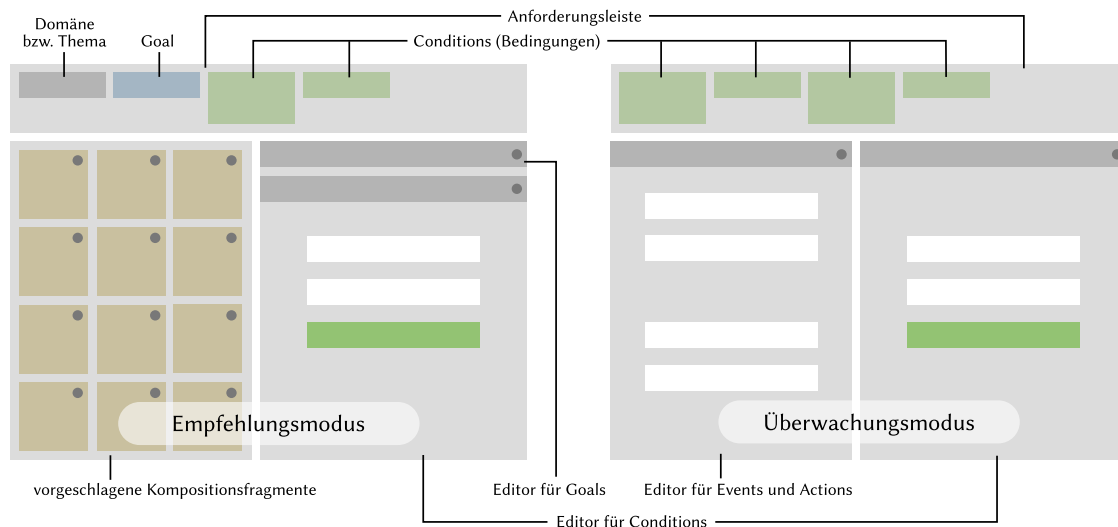 Anforderungsleiste
Domäne
bzw. Thema
Goal
Conditions (Bedingungen)
Empfehlungsmodus
Überwachungsmodus
vorgeschlagene Kompositionsfragmente
Editor für Goals
Editor für Events und Actions
Editor für Conditions